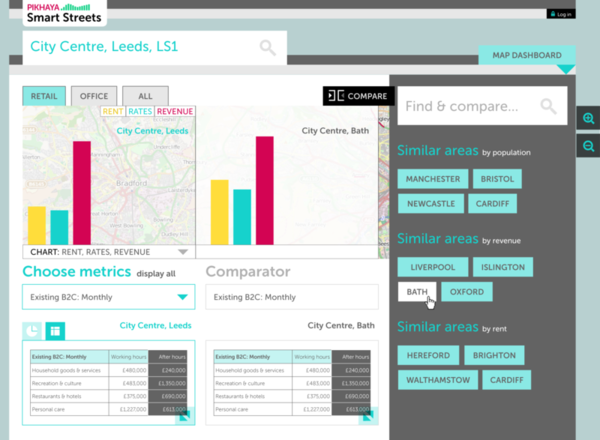 PIKHAYA
Smart Streets
Log in
City Centre, Leeds, LS1
MAP DASHBOARD
RETAIL
OFFICE
ALL
COMPARE
Find & compare...
RENT RATES REVENUE
City Centre, Leeds
City Centre, Bath
Bradford
Similar areas by population
MANCHESTER
BRISTOL
NEWCASTLE
CARDIFF
CHART: RENT, RATES, REVENUE
Similar areas by revenue
LIVERPOOL
ISLINGTON
BATH
OXFORD
Choose metrics display all
Comparator
Existing B2C: Monthly
Existing B2C: Monthly
City Centre, Leeds
City Centre, Bath
Similar areas by rent
HEREFORD
BRIGHTON
WALTHAMSTOW
CARDIFF
Existing B2C: Monthly Working hours After hours
Household goods & services £480,000 £240,000
Recreation & culture £483,000 £1,350,000
Restaurants & hotels £375,000 £690,000
Personal care £1,227,000 £613,000
Existing B2C: Monthly Working hours After hours
Household goods & services £480,000 £240,000
Recreation & culture £483,000 £1,350,000
Restaurants & hotels £375,000 £690,000
Personal care £1,227,000 £613,000